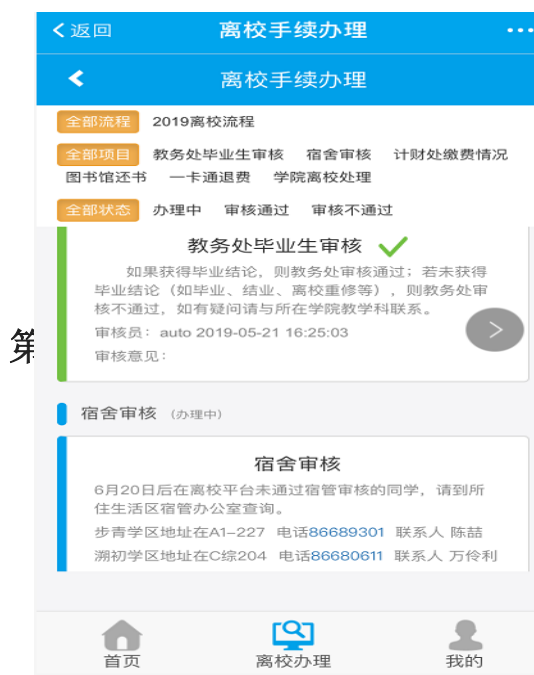 返回 离校手续办理
离校手续办理
全部流程 2019离校流程
全部项目 教务处毕业生审核 宿舍审核 计财处缴费情况
图书馆还书 一卡通退费 学院离校处理
全部状态 办理中 审核通过 审核不通过
教务处毕业生审核
如果获得毕业结论，则教务处审核通过；若未获得
毕业结论（如毕业、结业、离校重修等），则教务处审
核不通过，如有疑问请与所在学院教学科联系。
审核员：auto 2019-05-21 16:25:03
第
审核意见：
宿舍审核 （办理中）
宿舍审核
6月20日后在离校平台未通过宿管审核的同学，请到所
住生活区宿管办公室查询。
步青学区地址在A1-227 电话86689301 联系人 陈喆
溯初学区地址在C综204 电话86680611 联系人 万伶利
首页 离校办理 我的